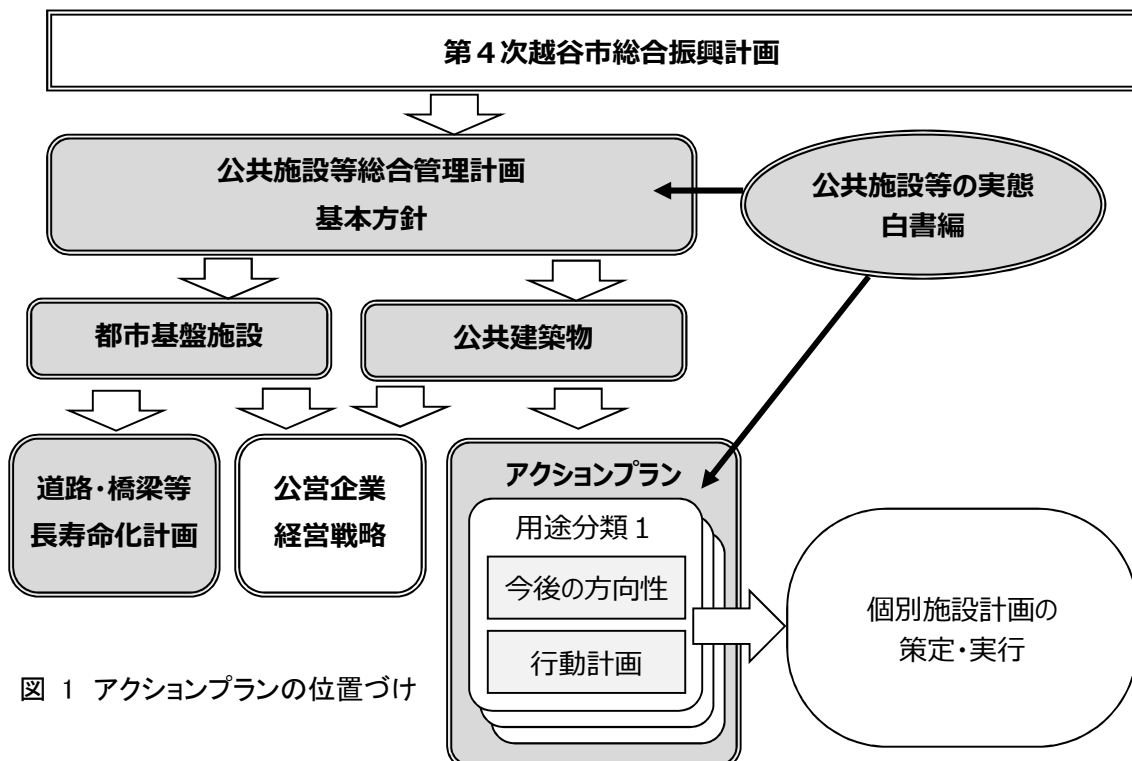 第４次越谷市総合振興計画
公共施設等総合管理計画
基本方針
公共施設等の実態
白書編
都市基盤施設
公共建築物
道路・橋梁等
長寿命化計画
公営企業
経営戦略
アクションプラン
用途分類１
今後の方向性
行動計画
個別施設計画の
策定・実行
図 1 アクションプランの位置づけ